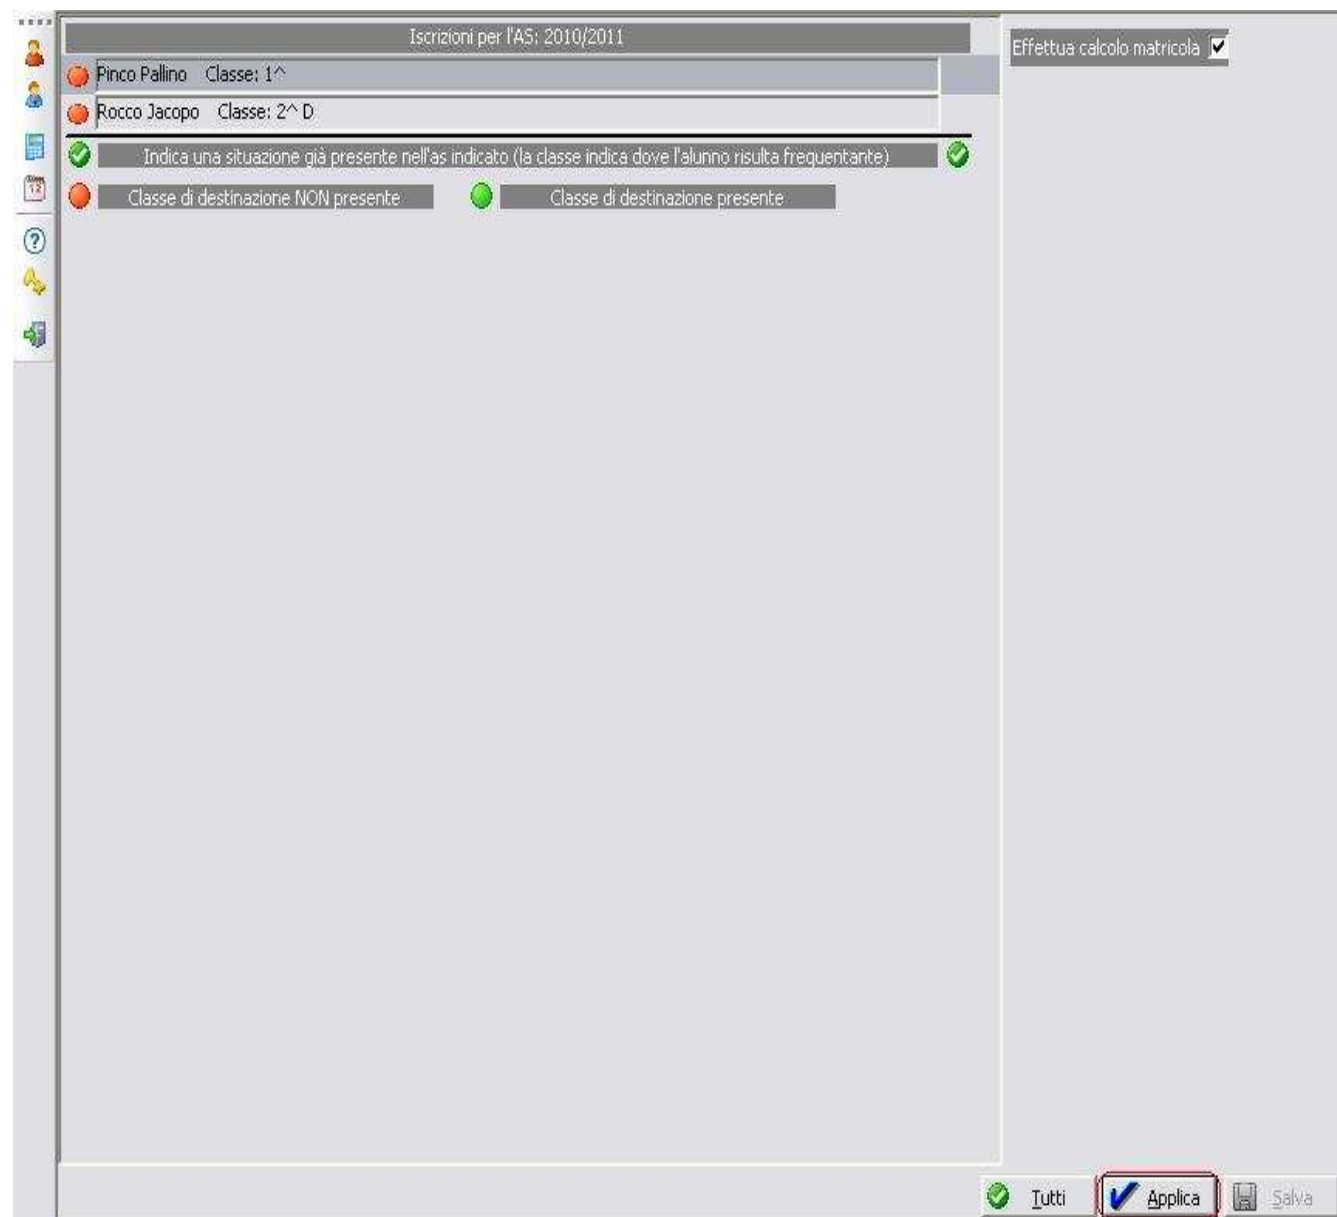 Iscrizioni per l'AS: 2010/2011
Effettua calcolo matricola
Pinco Pallino Classe: 1^
Rocco Jacopo Classe: 2^ D
Indica una situazione già presente nell'as indicato (la classe indica dove l'alunno risulta frequentante)
Classe di destinazione NON presente
Classe di destinazione presente
12
Tutti
Applica
Salva